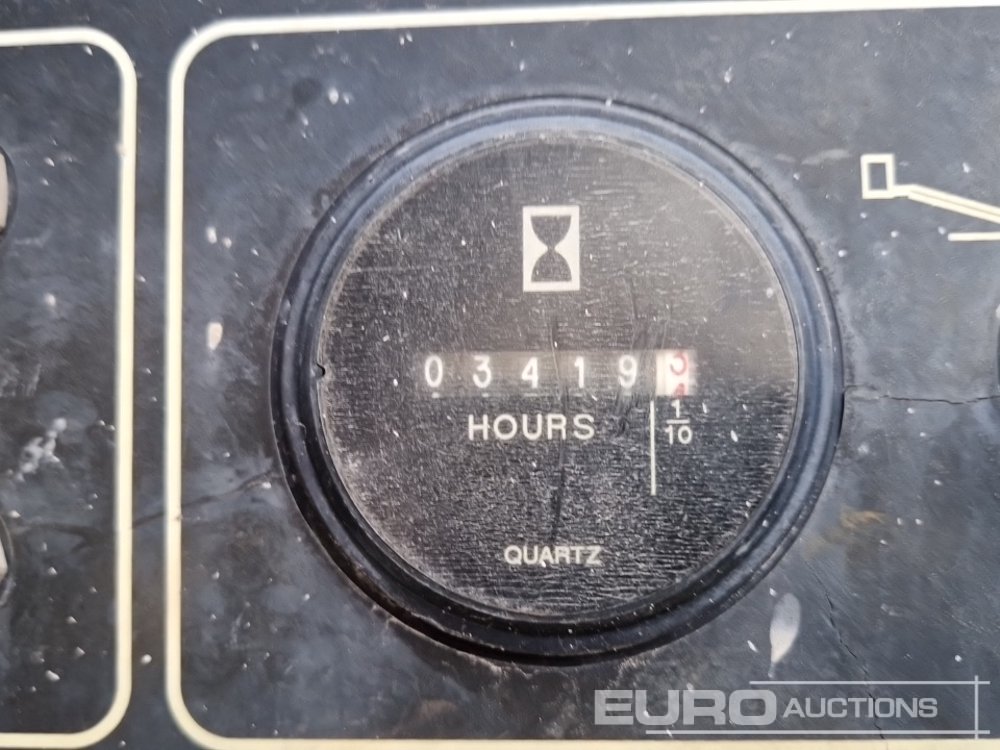 03419
HOURS
1/10
QUARTZ
EURO AUCTIONS